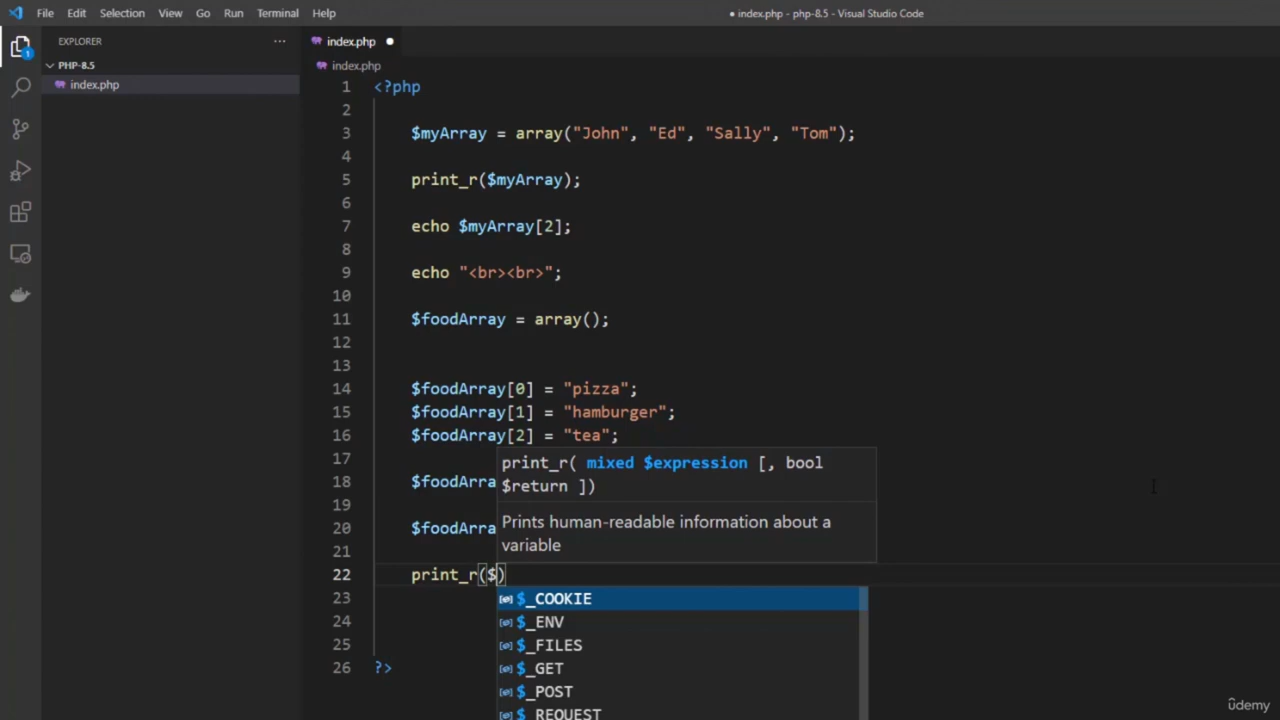 File Edit Selection View Go Run Terminal Help
● index.php - php-8.5 - Visual Studio Code
EXPLORER ...
PHP-8.5
index.php
1
index.php ●
index.php
1 <?php
2
3 $myArray = array("John", "Ed", "Sally", "Tom");
4
5 print_r($myArray);
6
7 echo $myArray[2];
8
9 echo "<br><br>";
10
11 $foodArray = array();
12
13
14 $foodArray[0] = "pizza";
15 $foodArray[1] = "hamburger";
16 $foodArray[2] = "tea";
17
18 $foodArra
19
20 $foodArra
21
22 print_r($)
23
24
25
26 ?>
print_r( mixed $expression [, bool
$return ])
Prints human-readable information about a
variable
$_COOKIE
$_ENV
$_FILES
$_GET
$_POST
$_REQUEST
ûdemy